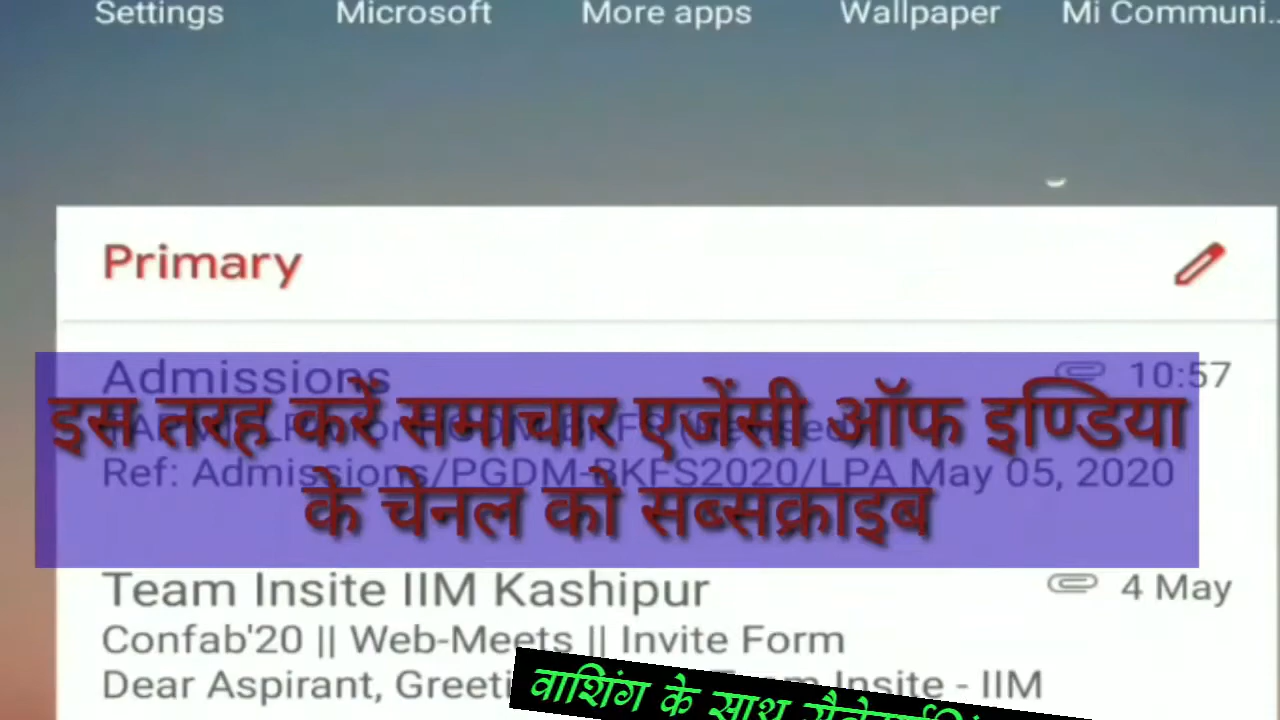 Settings Microsoft More apps Wallpaper Mi Communi..
Primary
Admissions 10:57
इस तरह करें समाचार एजेंसी ऑफ इण्डिया
Ref: Admissions/PGDM-BKFS2020/LPA May 05, 2020
के चेनल को सब्सक्राइब
Team Insite IIM Kashipur 4 May
Confab'20 || Web-Meets || Invite Form
Dear Aspirant, Greeti Insite - IIM
वाशिंग के साथ